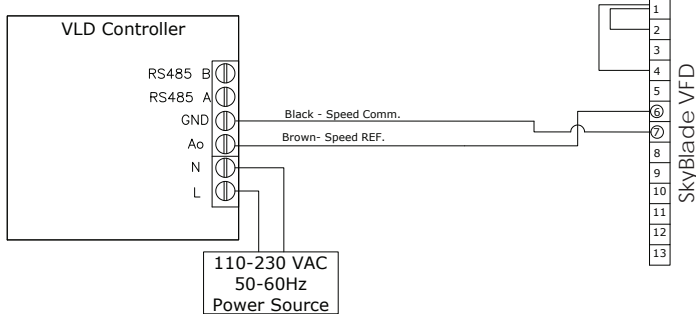 VLD Controller
RS485 B
RS485 A
GND
Ao
N
L
Black - Speed Comm.
Brown- Speed REF.
110-230 VAC
50-60Hz
Power Source
1
2
3
4
5
6
7
8
9
10
11
12
13
SkyBlade VFD